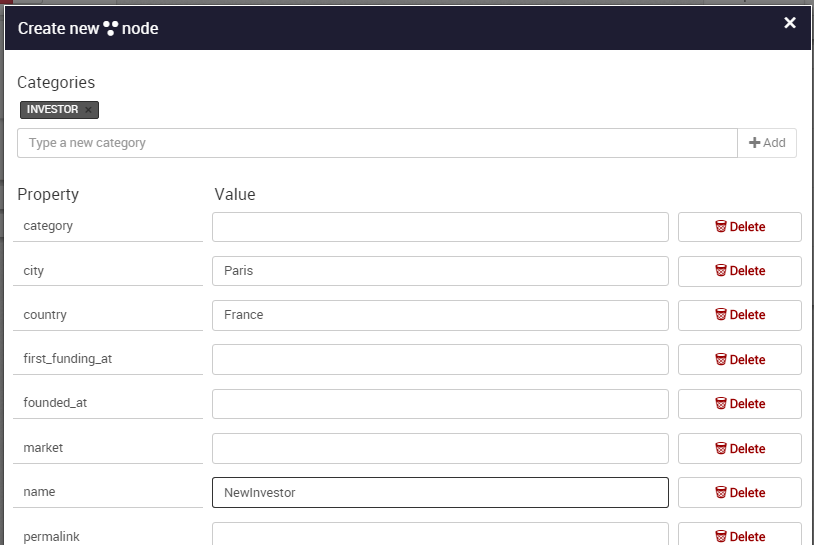 Create new node
Categories
INVESTOR ×
Type a new category
+ Add
Property Value
category Delete
city Paris Delete
country France Delete
first_funding_at Delete
founded_at Delete
market Delete
name NewInvestor Delete
permalink Delete